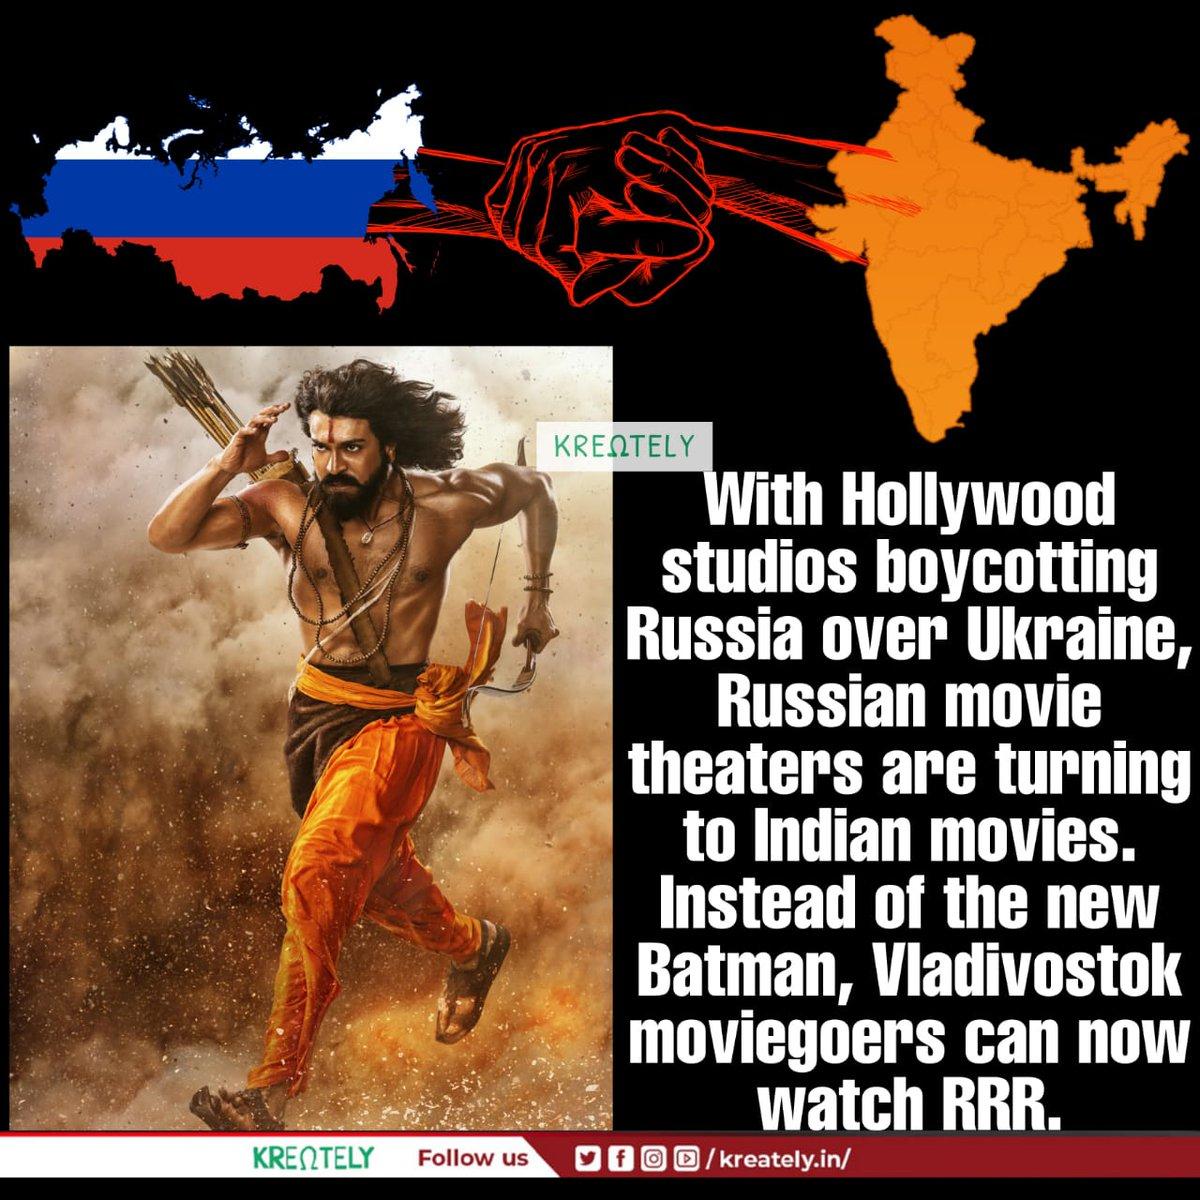 KREΩTELY
With Hollywood
studios boycotting
Russia over Ukraine,
Russian movie
theaters are turning
to Indian movies.
Instead of the new
Batman, Vladivostok
moviegoers can now
watch RRR.
KREΩTELY Follow us /kreately.in/